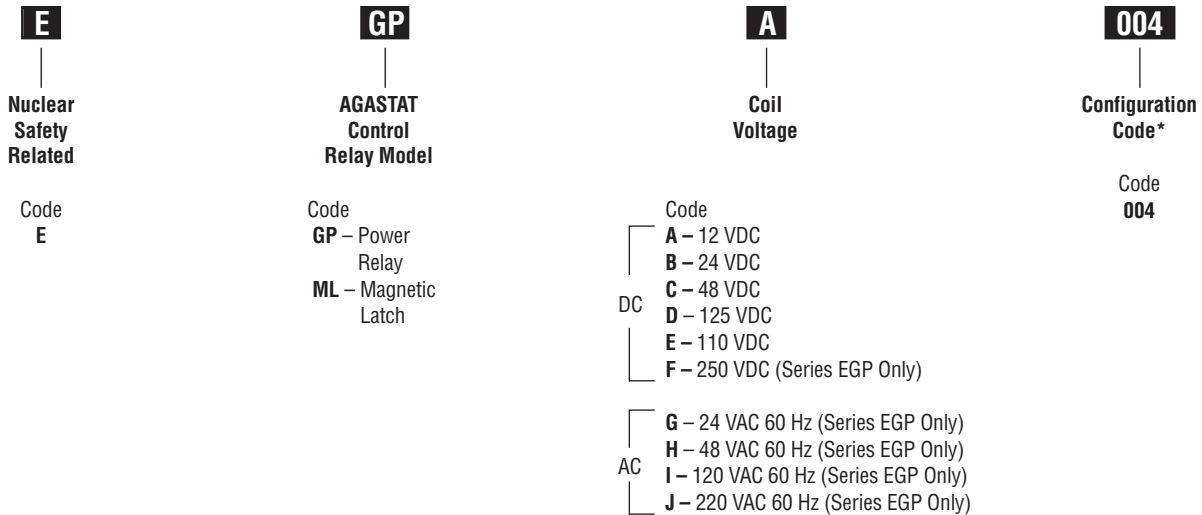 E
GP
A
004
Nuclear
Safety
Related
Code
E
AGASTAT
Control
Relay Model
Code
GP – Power
Relay
ML – Magnetic
Latch
Coil
Voltage
Code
DC
A – 12 VDC
B – 24 VDC
C – 48 VDC
D – 125 VDC
E – 110 VDC
F – 250 VDC (Series EGP Only)
AC
G – 24 VAC 60 Hz (Series EGP Only)
H – 48 VAC 60 Hz (Series EGP Only)
I – 120 VAC 60 Hz (Series EGP Only)
J – 220 VAC 60 Hz (Series EGP Only)
Configuration
Code*
Code
004